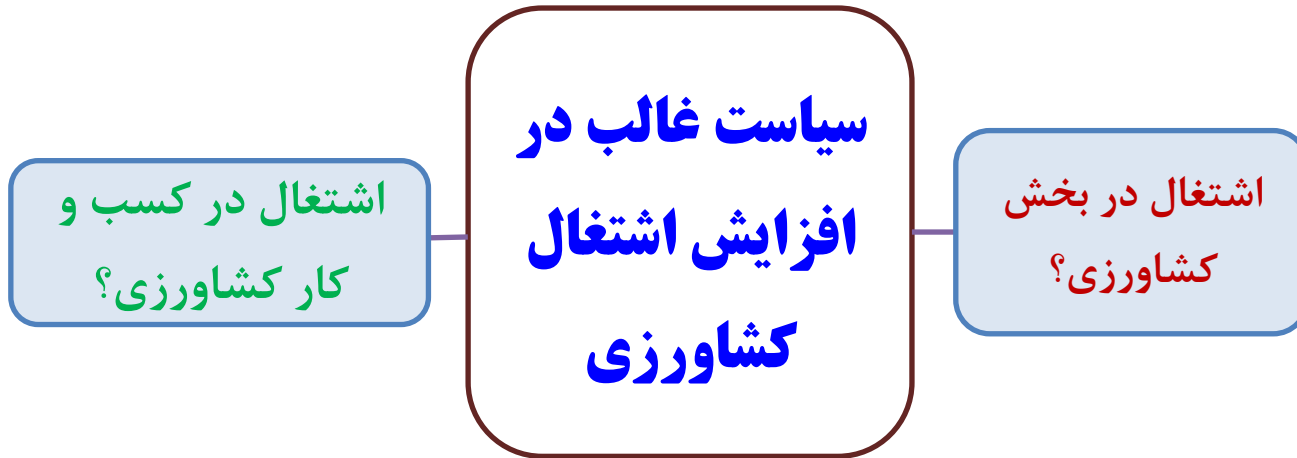 اشتغال در بخش
کشاورزی؟
سیاست غالب در
افزایش اشتغال
کشاورزی
اشتغال در کسب و
کار کشاورزی؟